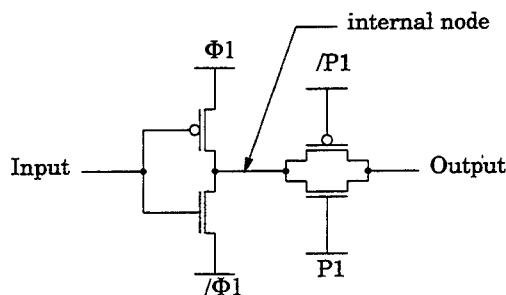 internal node
Φ1
/P1
Input
Output
/Φ1
P1